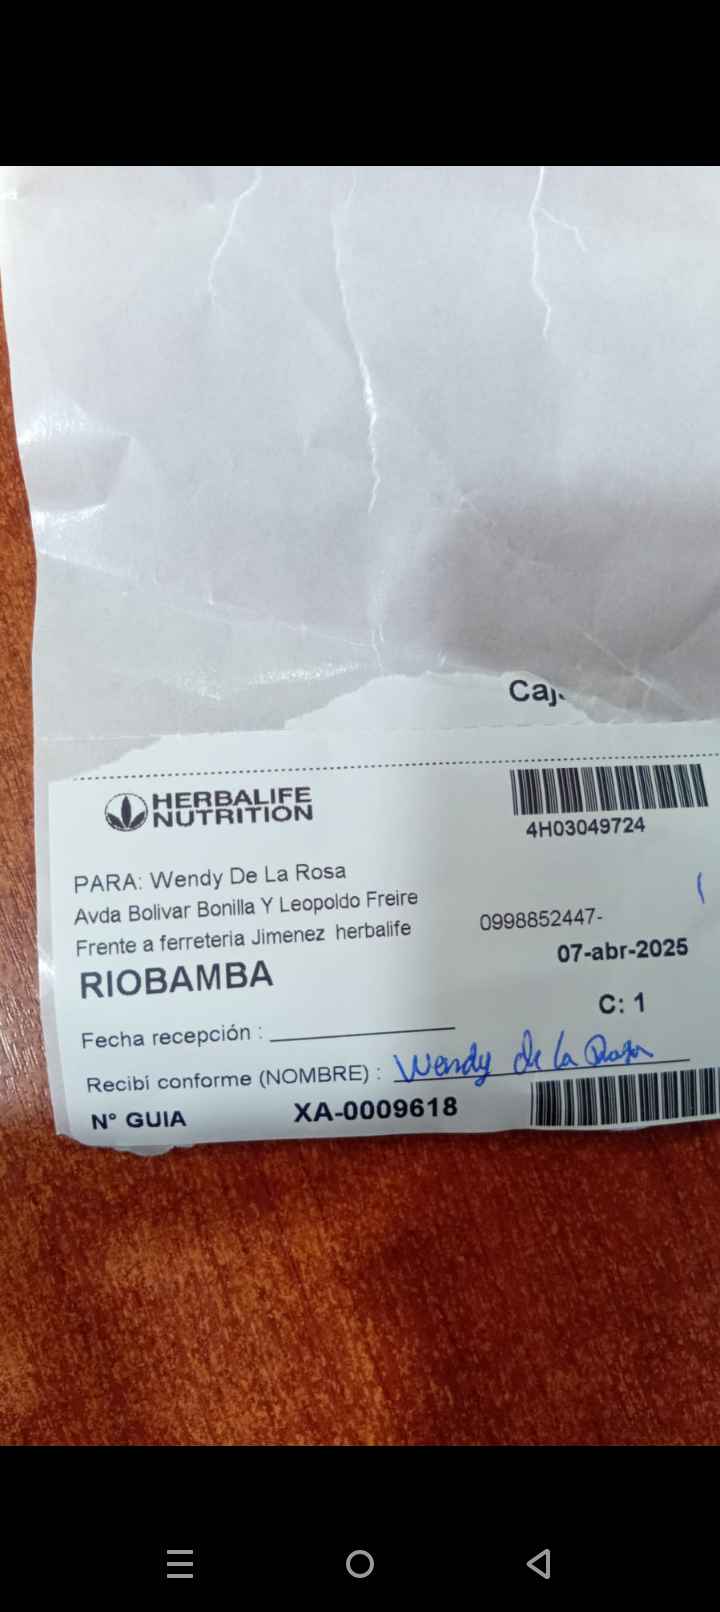 Caj
HERBALIFE
NUTRITION
4H03049724
PARA: Wendy De La Rosa
Avda Bolivar Bonilla Y Leopoldo Freire
Frente a ferreteria Jimenez herbalife
0998852447-
07-abr-2025
RIOBAMBA
C: 1
Fecha recepción :
Recibí conforme (NOMBRE) : Wendy de la Rosa
N° GUIA XA-0009618